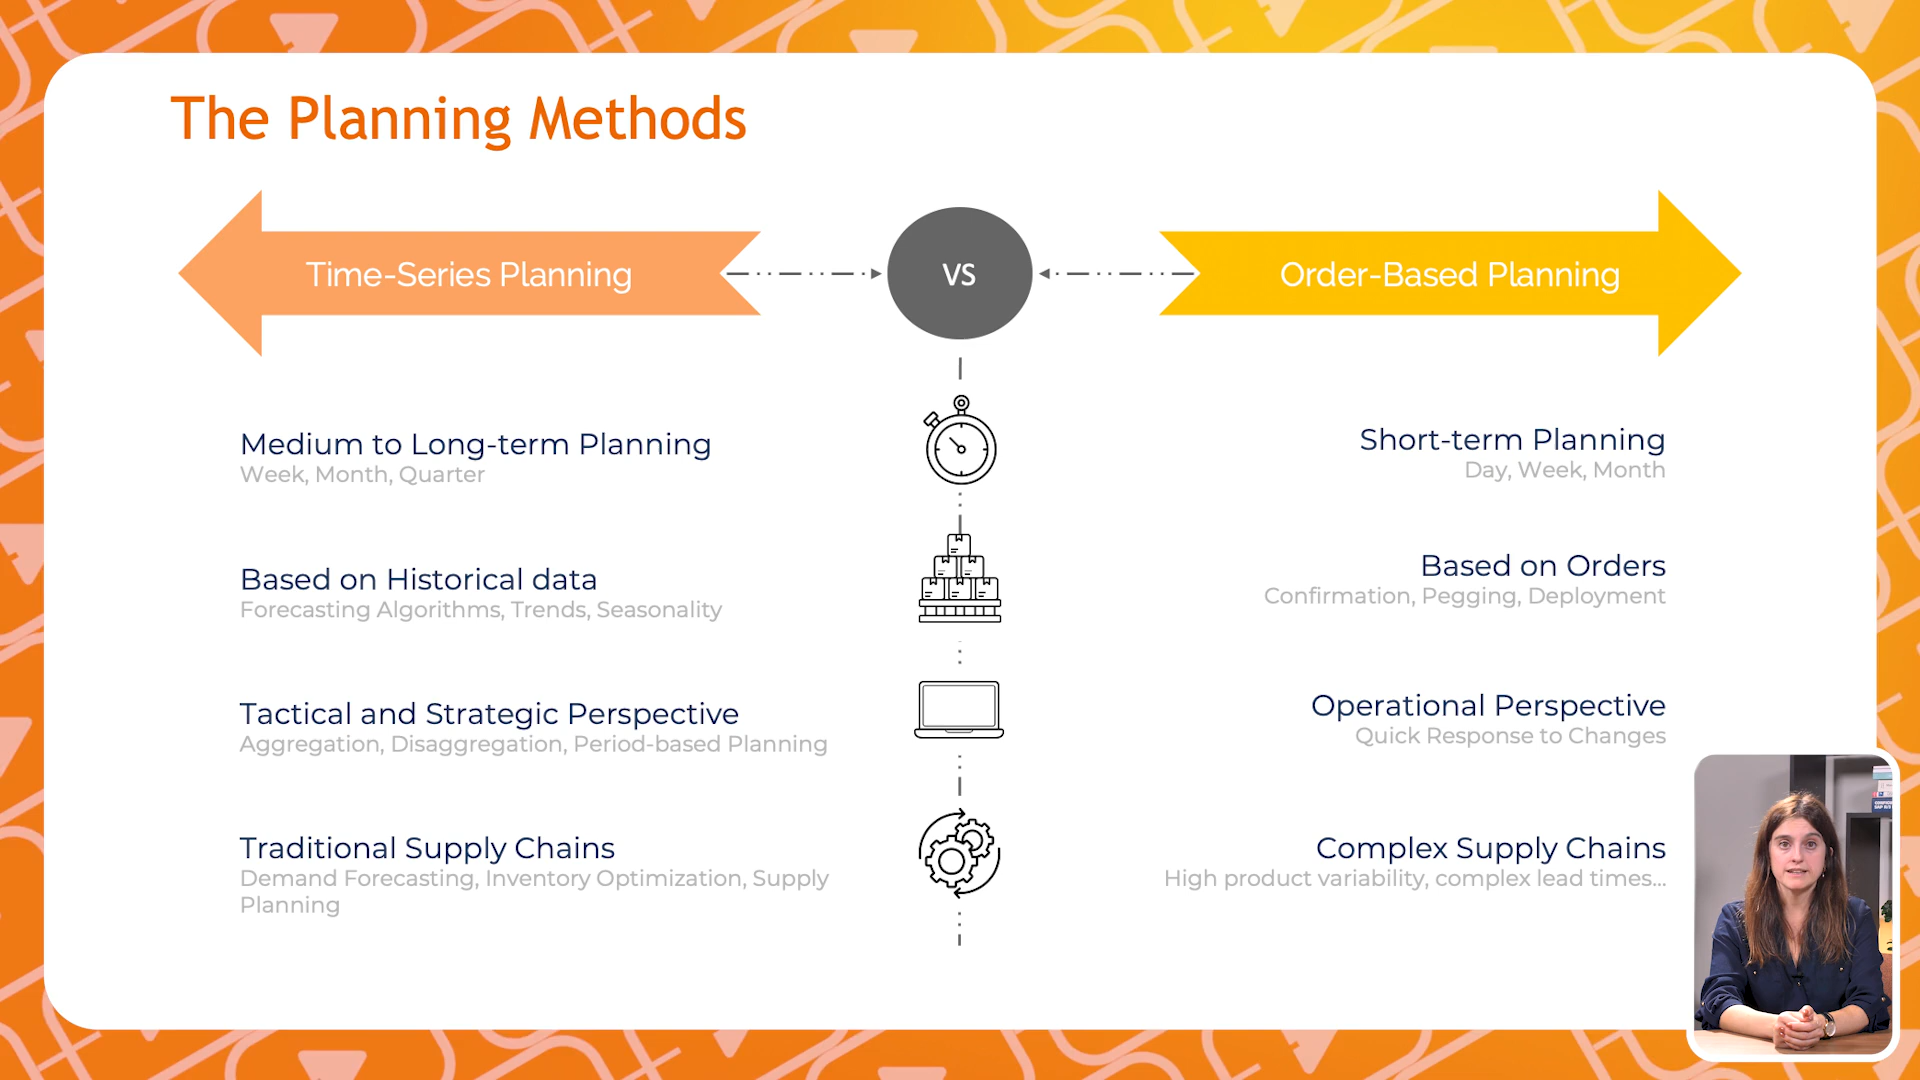 The Planning Methods
Time-Series Planning
VS
Order-Based Planning
Medium to Long-term Planning
Week, Month, Quarter
Short-term Planning
Day, Week, Month
Based on Historical data
Forecasting Algorithms, Trends, Seasonality
Based on Orders
Confirmation, Pegging, Deployment
Tactical and Strategic Perspective
Aggregation, Disaggregation, Period-based Planning
Operational Perspective
Quick Response to Changes
Traditional Supply Chains
Demand Forecasting, Inventory Optimization, Supply
Planning
Complex Supply Chains
High product variability, complex lead times...